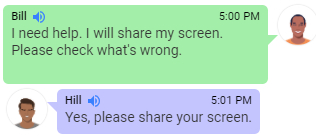 Bill 5:00 PM
I need help. I will share my screen.
Please check what's wrong.
Hill 5:01 PM
Yes, please share your screen.